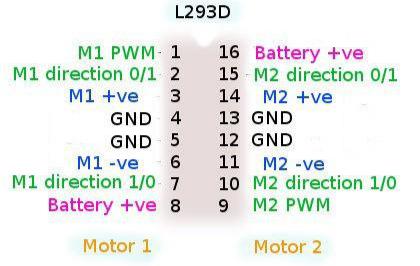 L293D
M1 PWM 1 16 Battery +ve
M1 direction 0/1 2 15 M2 direction 0/1
M1 +ve 3 14 M2 +ve
GND 4 13 GND
GND 5 12 GND
M1 -ve 6 11 M2 -ve
M1 direction 1/0 7 10 M2 direction 1/0
Battery +ve 8 9 M2 PWM
Motor 1 Motor 2